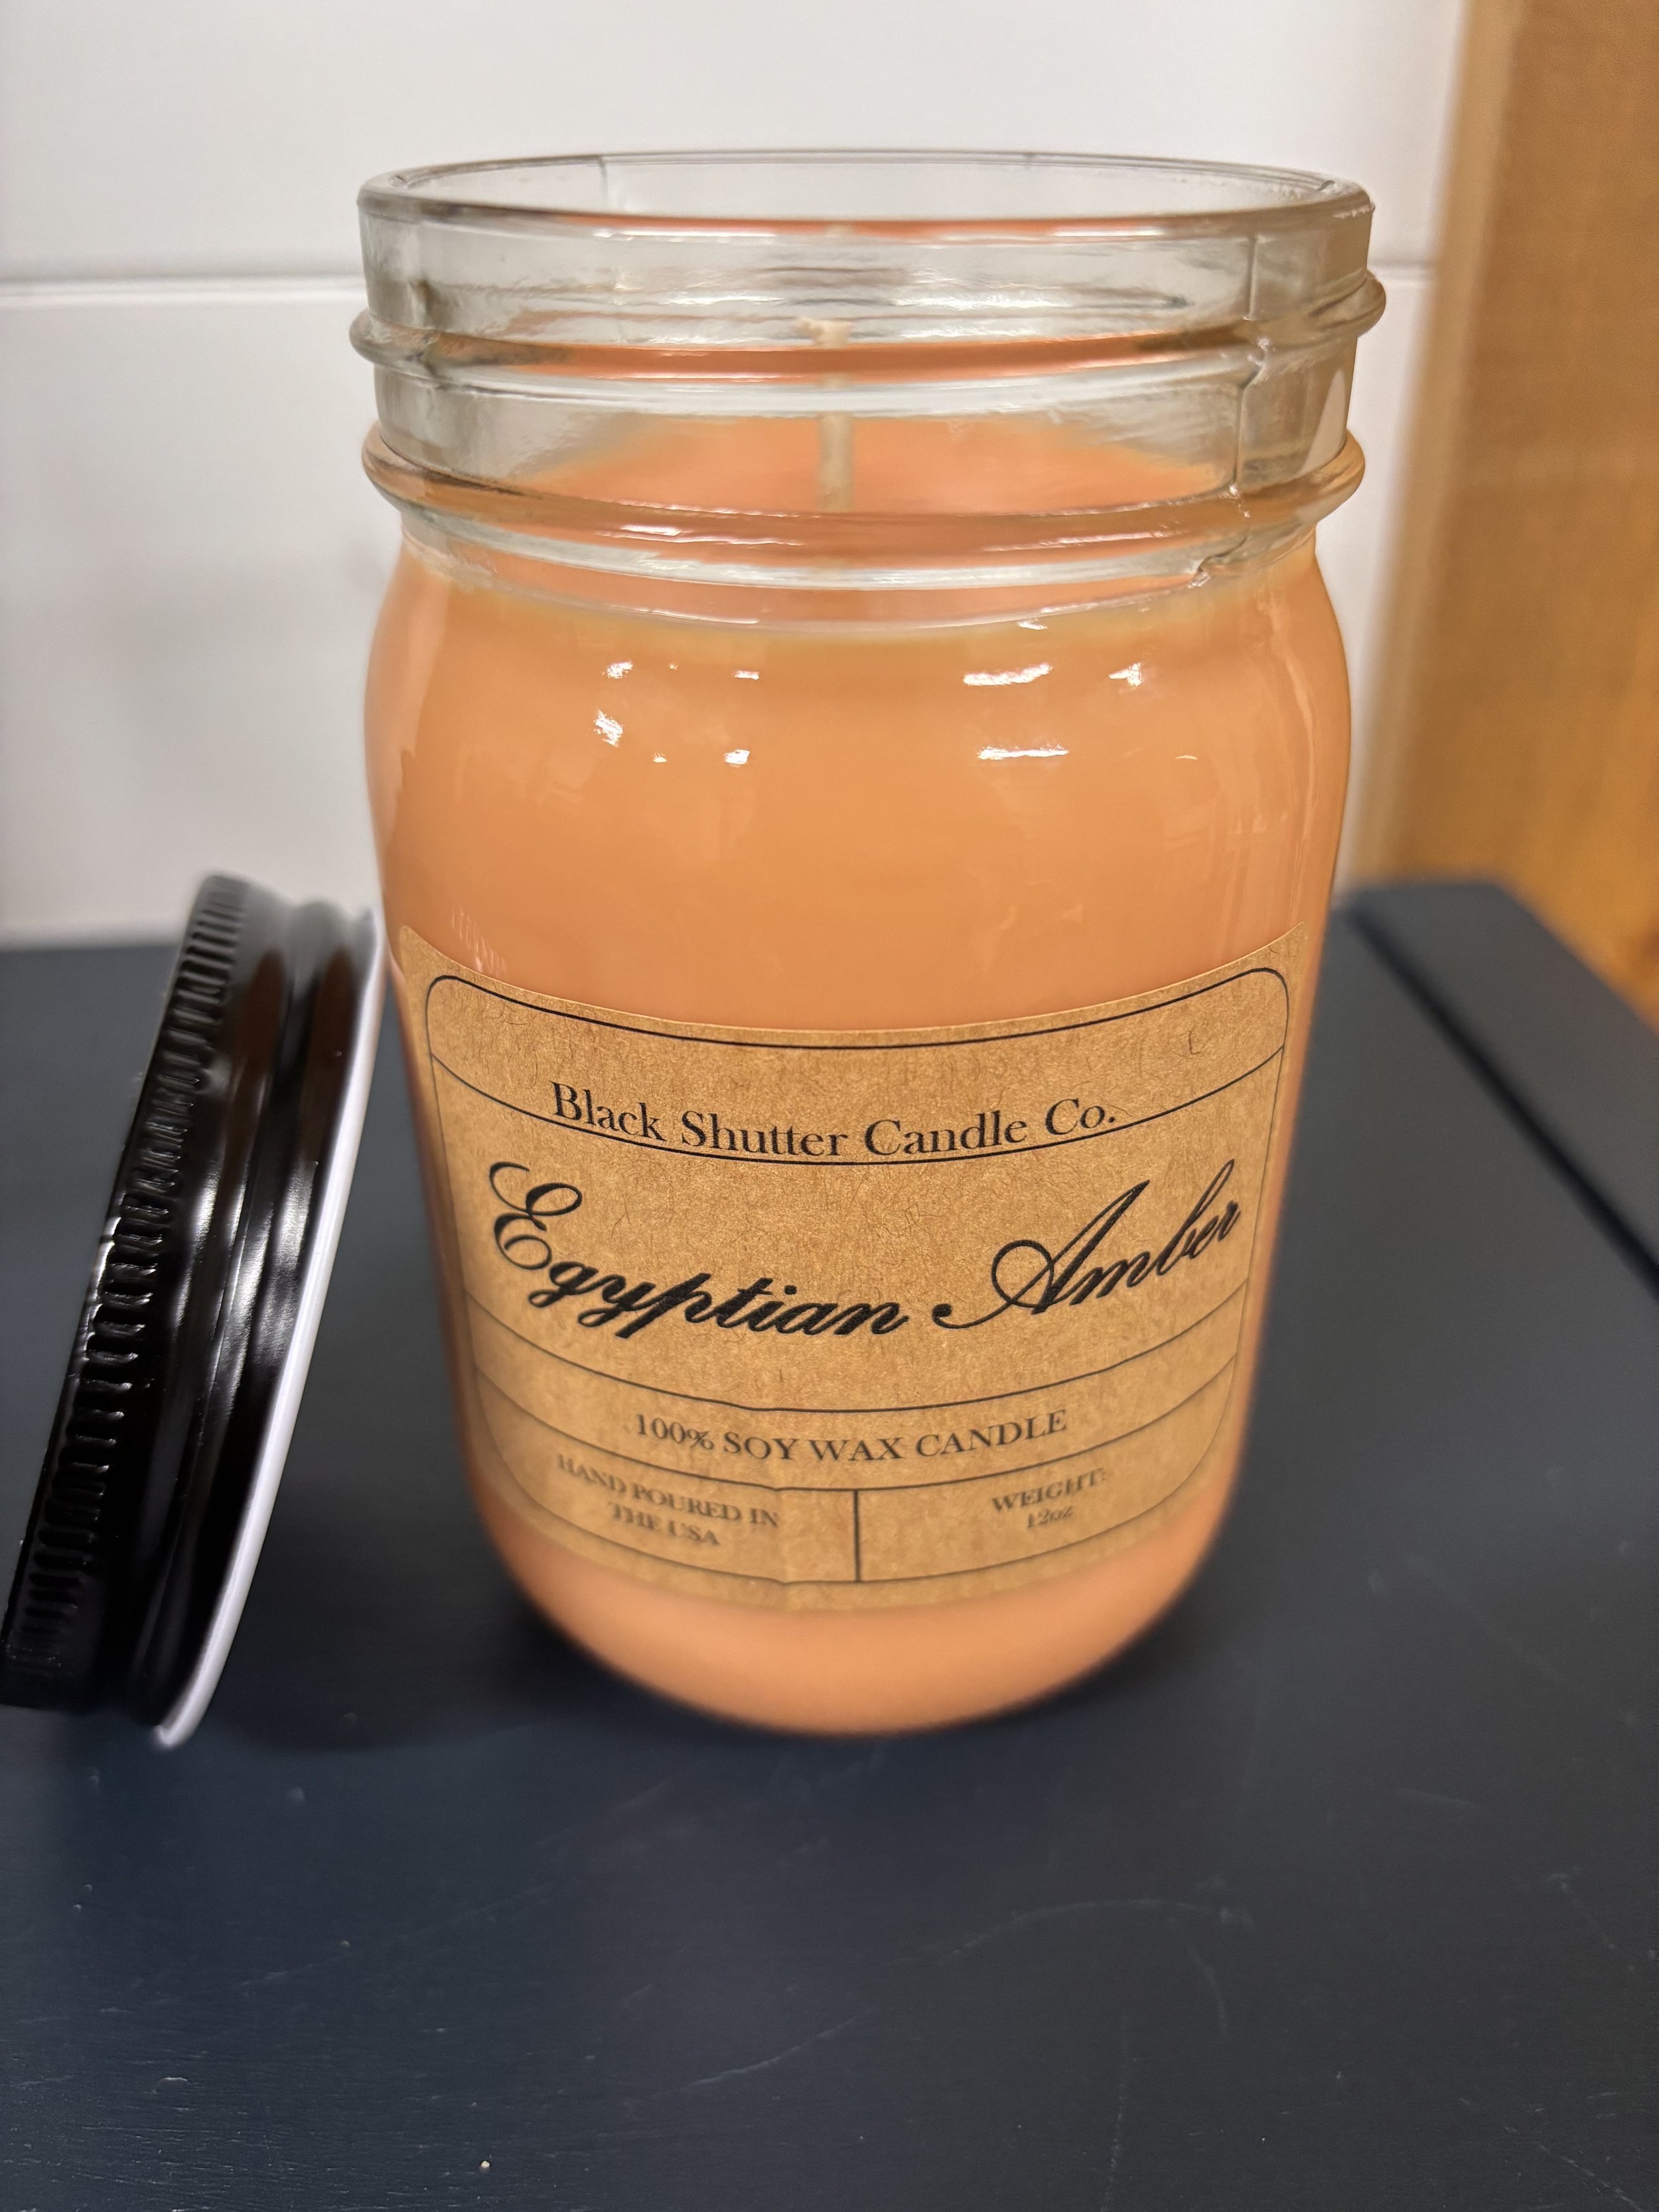 Black Shutter Candle Co.
Egyptian Amber
100% SOY WAX CANDLE
HAND POURED IN
THE USA
WEIGHT:
12oz